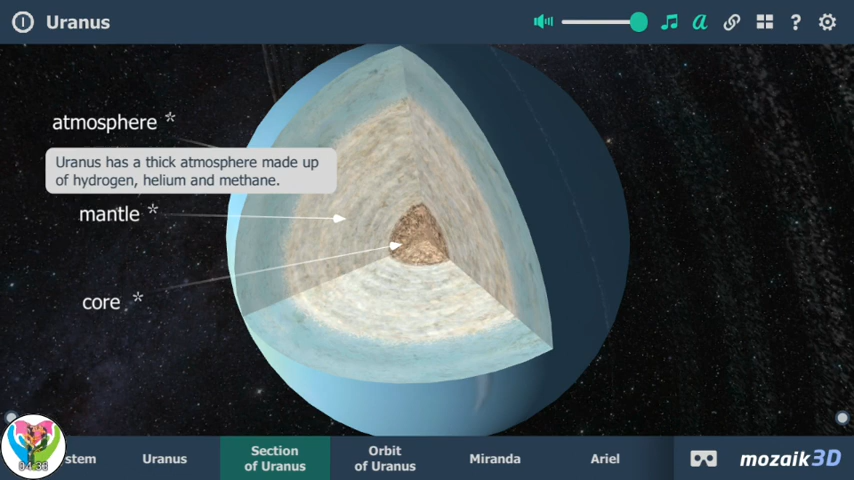 Uranus
atmosphere *
Uranus has a thick atmosphere made up
of hydrogen, helium and methane.
mantle *
core *
stem
Uranus
Section
of Uranus
Orbit
of Uranus
Miranda
Ariel
mozaik3D